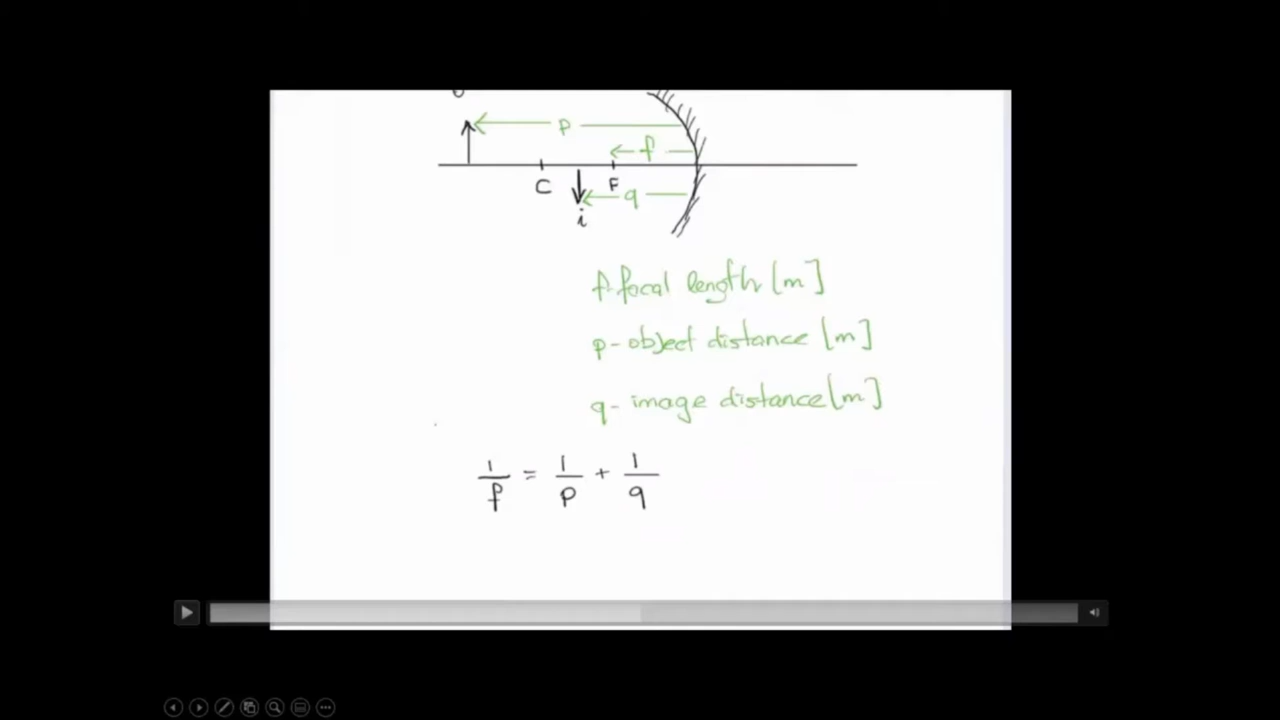 p
f
C
F
q
i
f-focal length [m]
p-object distance [m]
q-image distance [m]
1/f = 1/p + 1/q